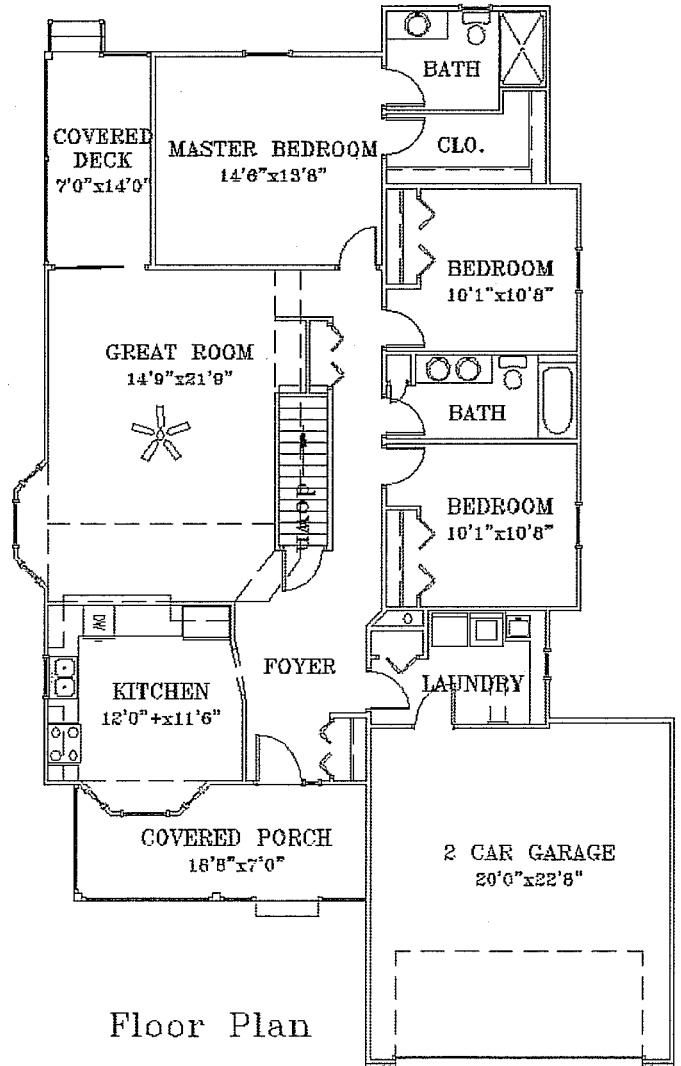 BATH
COVERED
DECK
7'0"x14'0"
MASTER BEDROOM
14'6"x13'8"
CLO.
BEDROOM
10'1"x10'8"
GREAT ROOM
14'9"x21'9"
BATH
down
BEDROOM
10'1"x10'8"
DW
FOYER
LAUNDRY
KITCHEN
12'0"+x11'6"
COVERED PORCH
18'8"x7'0"
2 CAR GARAGE
20'0"x22'8"
Floor Plan